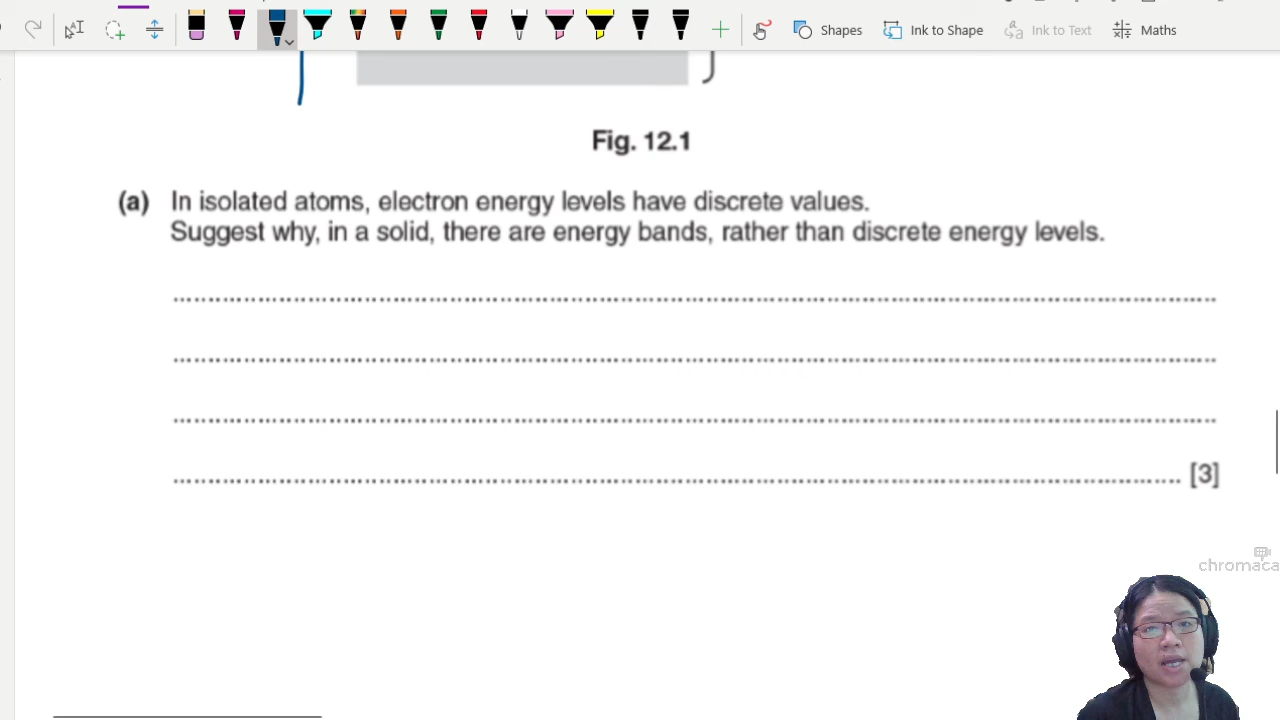 Shapes
Ink to Shape
Ink to Text
Maths
Fig. 12.1
(a) In isolated atoms, electron energy levels have discrete values.
Suggest why, in a solid, there are energy bands, rather than discrete energy levels.
[3]
chromaca